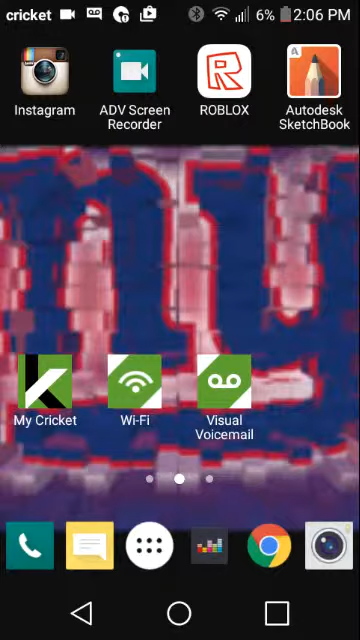 cricket 6% 2:06 PM
Instagram
ADV Screen
Recorder
ROBLOX
Autodesk
SketchBook
My Cricket
Wi-Fi
Visual
Voicemail